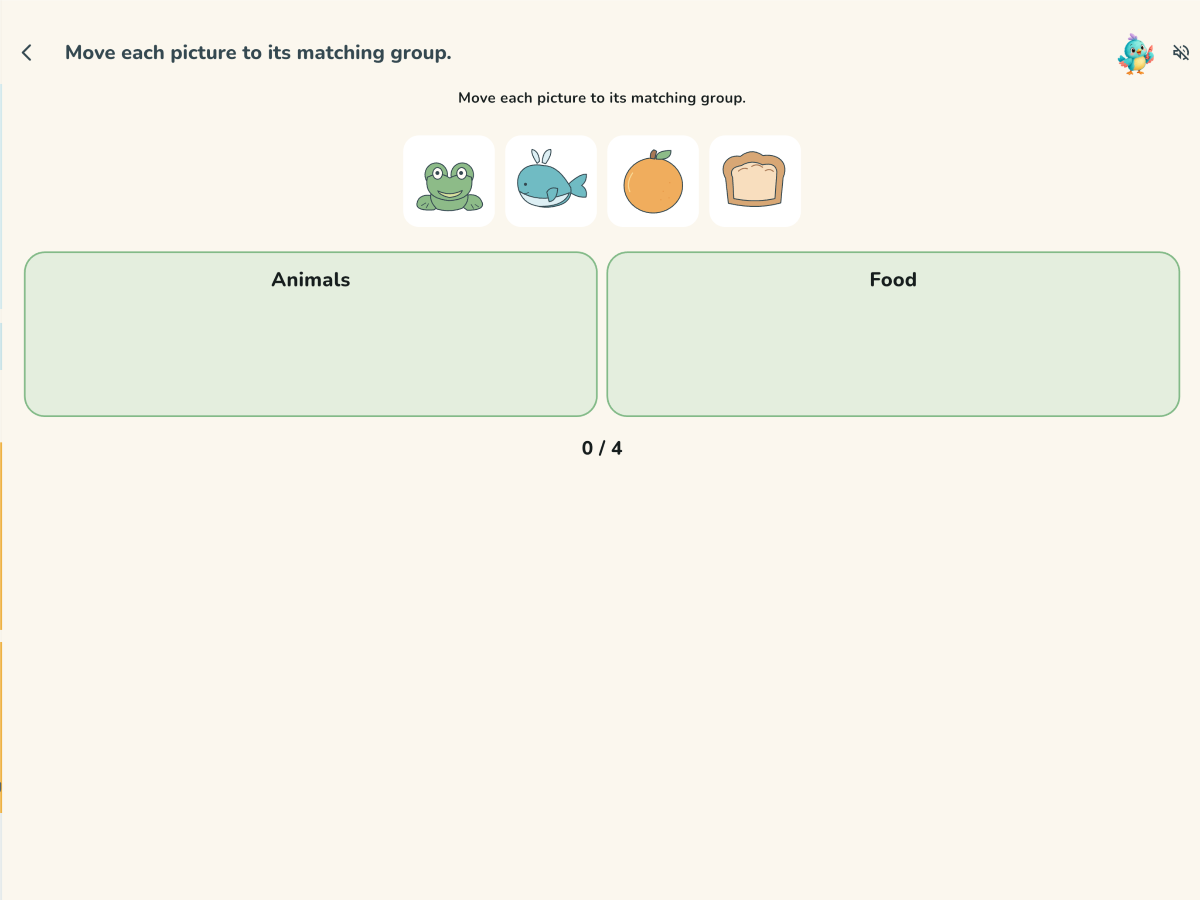 Move each picture to its matching group.
Move each picture to its matching group.
Animals
Food
0 / 4